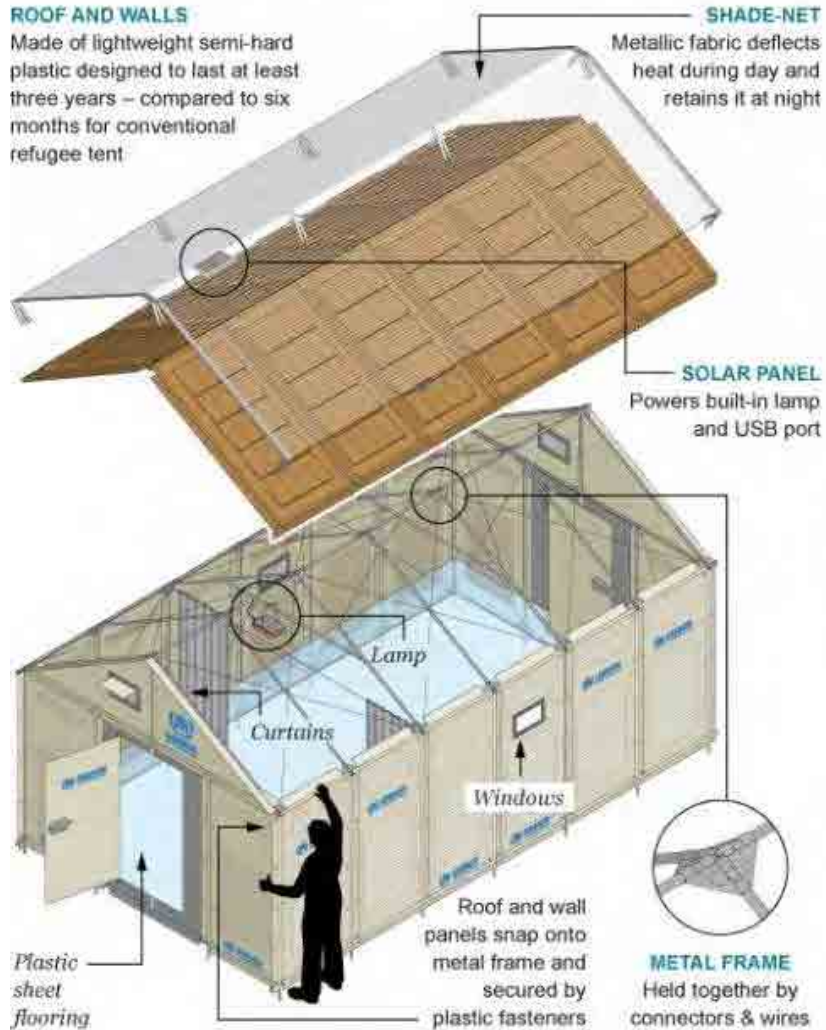 ROOF AND WALLS
Made of lightweight semi-hard
plastic designed to last at least
three years – compared to six
months for conventional
refugee tent
SHADE-NET
Metallic fabric deflects
heat during day and
retains it at night
SOLAR PANEL
Powers built-in lamp
and USB port
Lamp
Curtains
Windows
Plastic
sheet
flooring
Roof and wall
panels snap onto
metal frame and
secured by
plastic fasteners
METAL FRAME
Held together by
connectors & wires